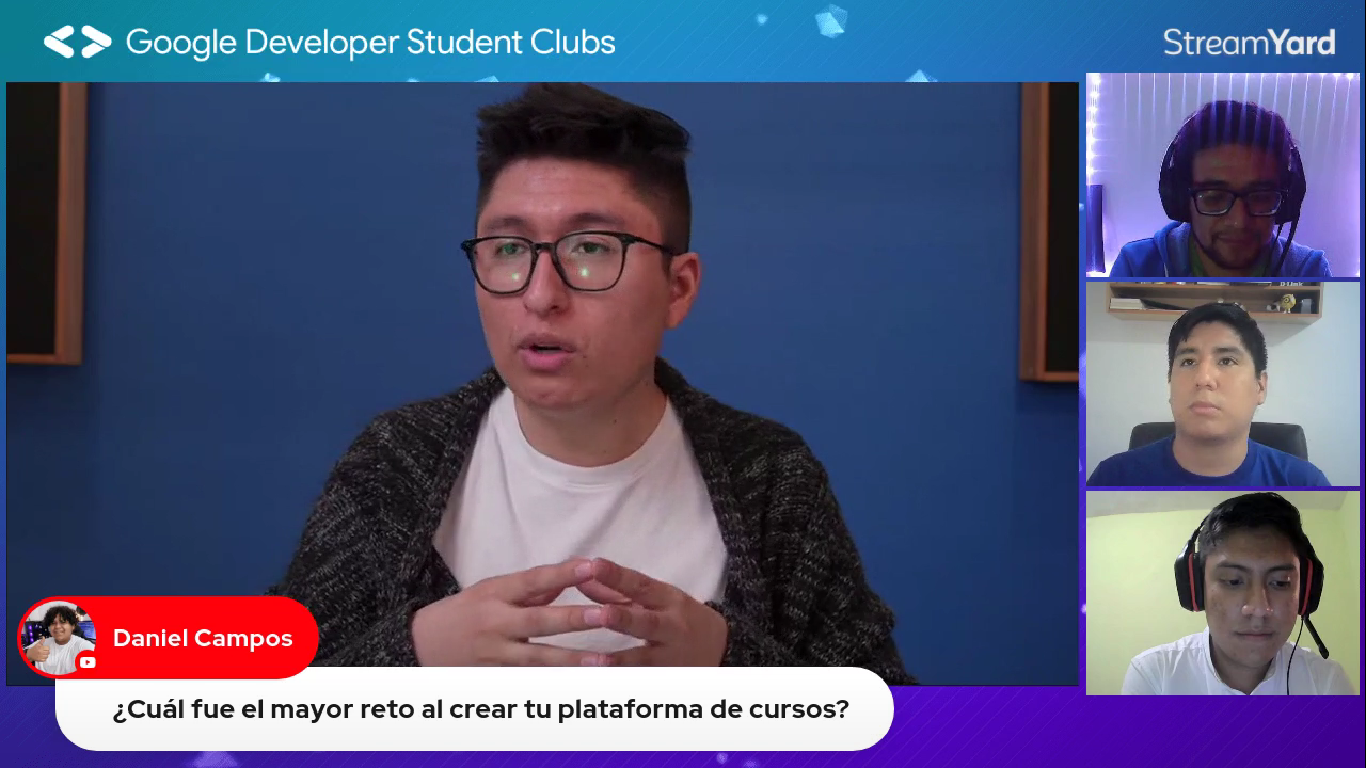 Google Developer Student Clubs
StreamYard
Daniel Campos
¿Cuál fue el mayor reto al crear tu plataforma de cursos?